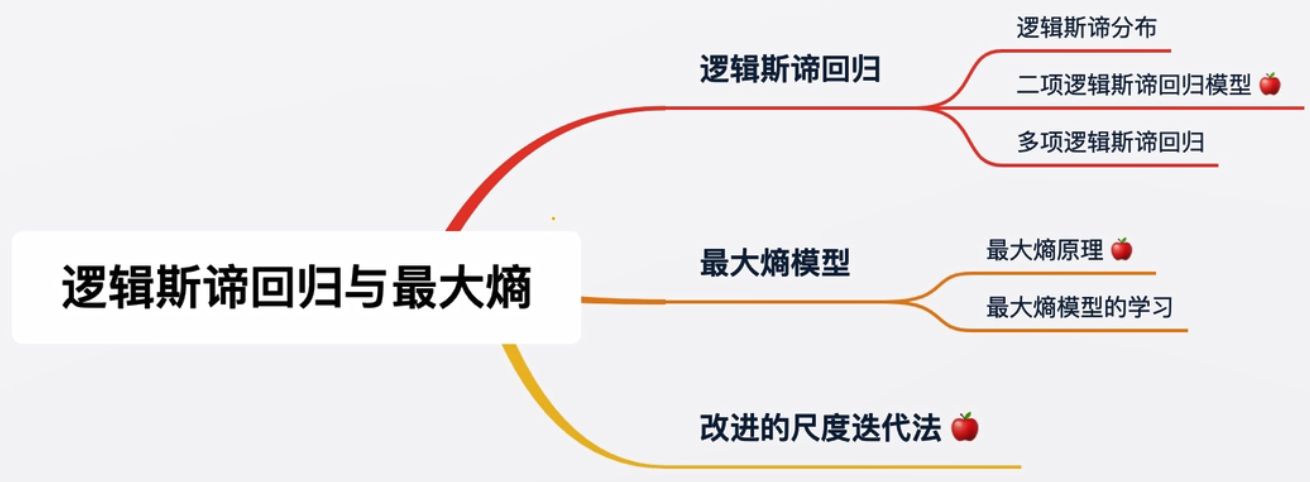 逻辑斯谛回归与最大熵
逻辑斯谛回归
逻辑斯谛分布
二项逻辑斯谛回归模型
多项逻辑斯谛回归
最大熵模型
最大熵原理
最大熵模型的学习
改进的尺度迭代法